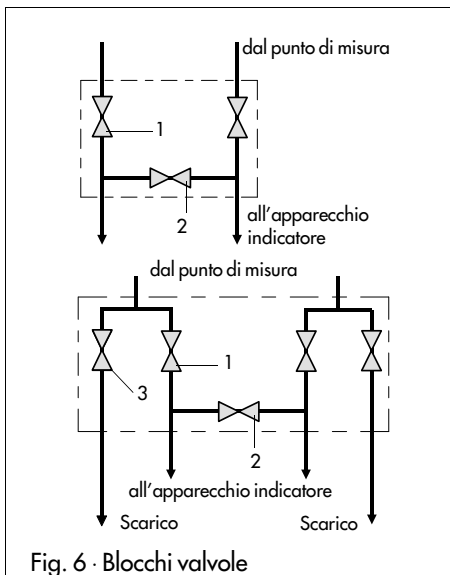 dal punto di misura
1
2
all'apparecchio
indicatore
dal punto di misura
3
1
2
all'apparecchio indicatore
Scarico
Scarico
Fig. 6 · Blocchi valvole